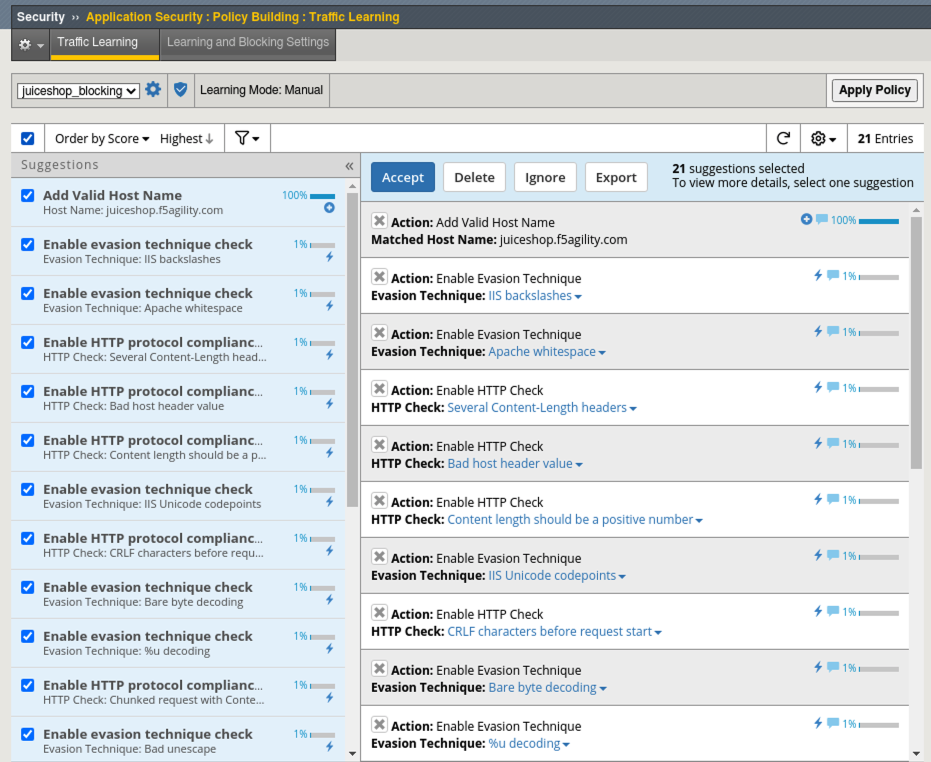 Security ›› Application Security : Policy Building : Traffic Learning
Traffic Learning
Learning and Blocking Settings
juiceshop_blocking
Learning Mode: Manual
Apply Policy
Order by Score
Highest
21 Entries
Suggestions
«
Add Valid Host Name
100%
Host Name: juiceshop.f5agility.com
Enable evasion technique check
1%
Evasion Technique: IIS backslashes
Enable evasion technique check
1%
Evasion Technique: Apache whitespace
Enable HTTP protocol complianc...
1%
HTTP Check: Several Content-Length head...
Enable HTTP protocol complianc...
1%
HTTP Check: Bad host header value
Enable HTTP protocol complianc...
1%
HTTP Check: Content length should be a p...
Enable evasion technique check
1%
Evasion Technique: IIS Unicode codepoints
Enable HTTP protocol complianc...
1%
HTTP Check: CRLF characters before requ...
Enable evasion technique check
1%
Evasion Technique: Bare byte decoding
Enable evasion technique check
1%
Evasion Technique: %u decoding
Enable HTTP protocol complianc...
1%
HTTP Check: Chunked request with Conte...
Enable evasion technique check
1%
Evasion Technique: Bad unescape
Accept
Delete
Ignore
Export
21 suggestions selected
To view more details, select one suggestion
Action: Add Valid Host Name
100%
Matched Host Name: juiceshop.f5agility.com
Action: Enable Evasion Technique
1%
Evasion Technique: IIS backslashes
Action: Enable Evasion Technique
1%
Evasion Technique: Apache whitespace
Action: Enable HTTP Check
1%
HTTP Check: Several Content-Length headers
Action: Enable HTTP Check
1%
HTTP Check: Bad host header value
Action: Enable HTTP Check
1%
HTTP Check: Content length should be a positive number
Action: Enable Evasion Technique
1%
Evasion Technique: IIS Unicode codepoints
Action: Enable HTTP Check
1%
HTTP Check: CRLF characters before request start
Action: Enable Evasion Technique
1%
Evasion Technique: Bare byte decoding
Action: Enable Evasion Technique
1%
Evasion Technique: %u decoding